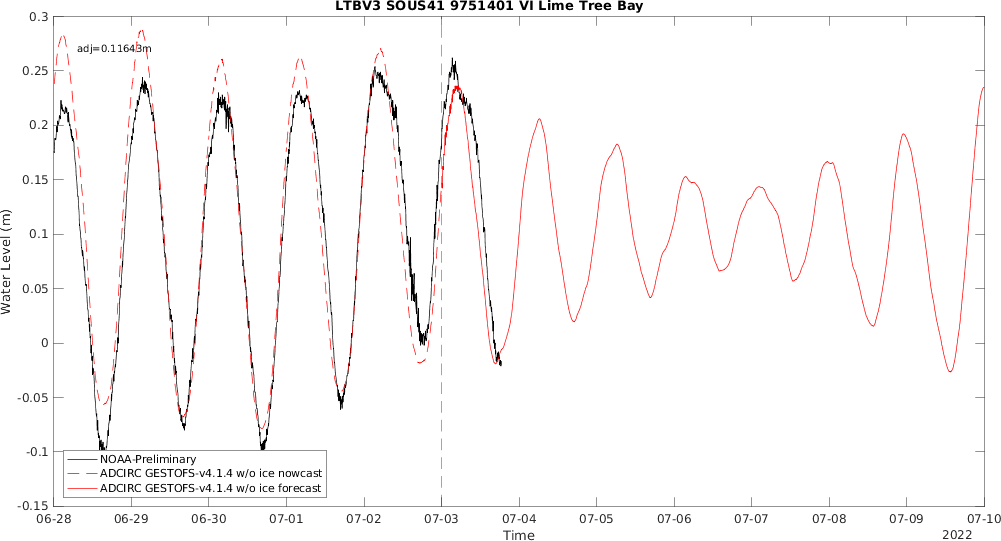 LTBV3 SOUS41 9751401 VI Lime Tree Bay
0.3
0.25
0.2
0.15
0.1
0.05
0
-0.05
-0.1
-0.15
Water Level (m)
adj=0.11643m
NOAA-Preliminary
ADCIRC GESTOFS-v4.1.4 w/o ice nowcast
ADCIRC GESTOFS-v4.1.4 w/o ice forecast
06-28 06-29 06-30 07-01 07-02 07-03 07-04 07-05 07-06 07-07 07-08 07-09 07-10
Time
2022